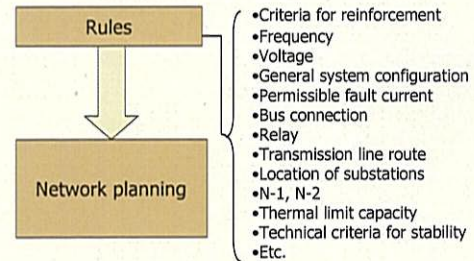 Rules
Network planning
•Criteria for reinforcement
•Frequency
•Voltage
•General system configuration
•Permissible fault current
•Bus connection
•Relay
•Transmission line route
•Location of substations
•N-1, N-2
•Thermal limit capacity
•Technical criteria for stability
•Etc.